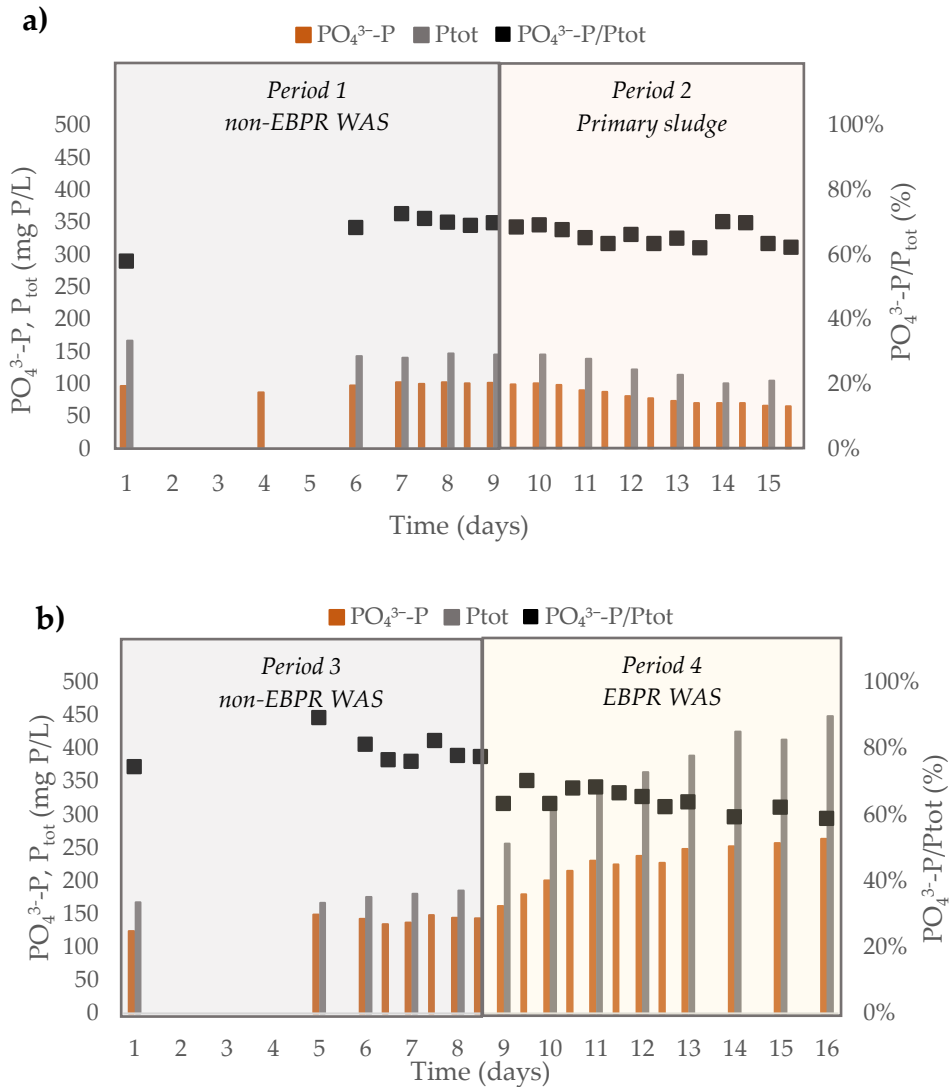 a)
PO₄³⁻-P Ptot PO₄³⁻-P/Ptot
Period 1
non-EBPR WAS
Period 2
Primary sludge
PO₄³⁻-P, Pₜₒₜ (mg P/L)
500
450
400
350
300
250
200
150
100
50
0
100%
80%
60%
40%
20%
0%
PO₄³⁻-P/Pₜₒₜ (%)
1 2 3 4 5 6 7 8 9 10 11 12 13 14 15
Time (days)
b)
PO₄³⁻-P Ptot PO₄³⁻-P/Ptot
Period 3
non-EBPR WAS
Period 4
EBPR WAS
PO₄³⁻-P, Pₜₒₜ (mg P/L)
500
450
400
350
300
250
200
150
100
50
0
100%
80%
60%
40%
20%
0%
PO₄³⁻-P/Ptot (%)
1 2 3 4 5 6 7 8 9 10 11 12 13 14 15 16
Time (days)